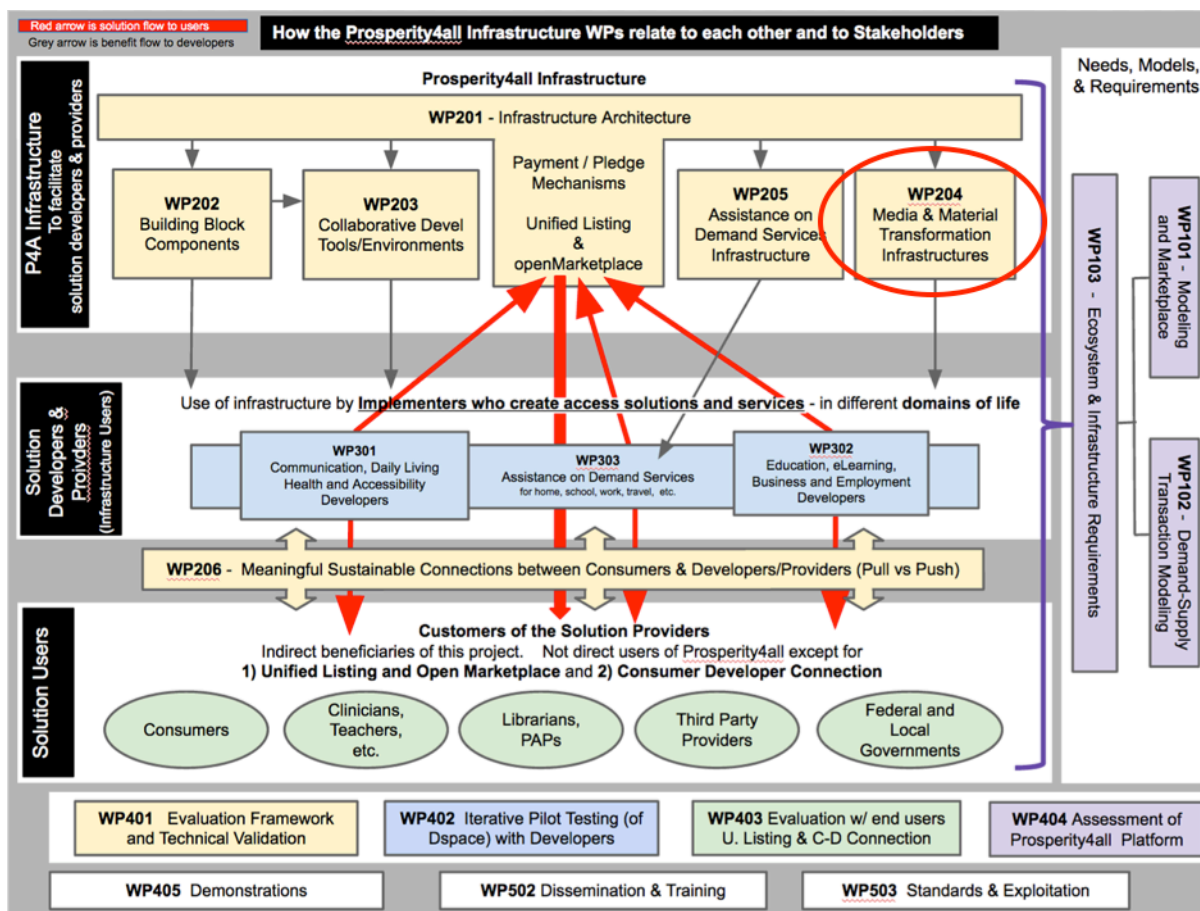 Red arrow is solution flow to users
Grey arrow is benefit flow to developers
How the Prosperity4all Infrastructure WPs relate to each other and to Stakeholders
P4A Infrastructure
To facilitate
solution developers & providers
Prosperity4all Infrastructure
WP201 - Infrastructure Architecture
Payment / Pledge
Mechanisms
Unified Listing
&
openMarketplace
WP202
Building Block
Components
WP203
Collaborative Devel
Tools/Environments
WP205
Assistance on
Demand Services
Infrastructure
WP204
Media & Material
Transformation
Infrastructures
Needs, Models,
& Requirements
WP103 - Ecosystem & Infrastructure Requirements
WP101 - Modeling
and Marketplace
WP102 - Demand-Supply
Transaction Modeling
Solution
Developers &
Proivders
(Infrastructure Users)
Use of infrastructure by Implementers who create access solutions and services - in different domains of life
WP301
Communication, Daily Living
Health and Accessibility
Developers
WP303
Assistance on Demand Services
for home, school, work, travel, etc.
WP302
Education, eLearning,
Business and Employment
Developers
WP206 - Meaningful Sustainable Connections between Consumers & Developers/Providers (Pull vs Push)
Solution Users
Customers of the Solution Providers
Indirect beneficiaries of this project. Not direct users of Prosperity4all except for
1) Unified Listing and Open Marketplace and 2) Consumer Developer Connection
Consumers
Clinicians,
Teachers,
etc.
Librarians,
PAPs
Third Party
Providers
Federal and
Local
Governments
WP401 Evaluation Framework
and Technical Validation
WP402 Iterative Pilot Testing (of
Dspace) with Developers
WP403 Evaluation w/ end users
U. Listing & C-D Connection
WP404 Assessment of
Prosperity4all Platform
WP405 Demonstrations
WP502 Dissemination & Training
WP503 Standards & Exploitation